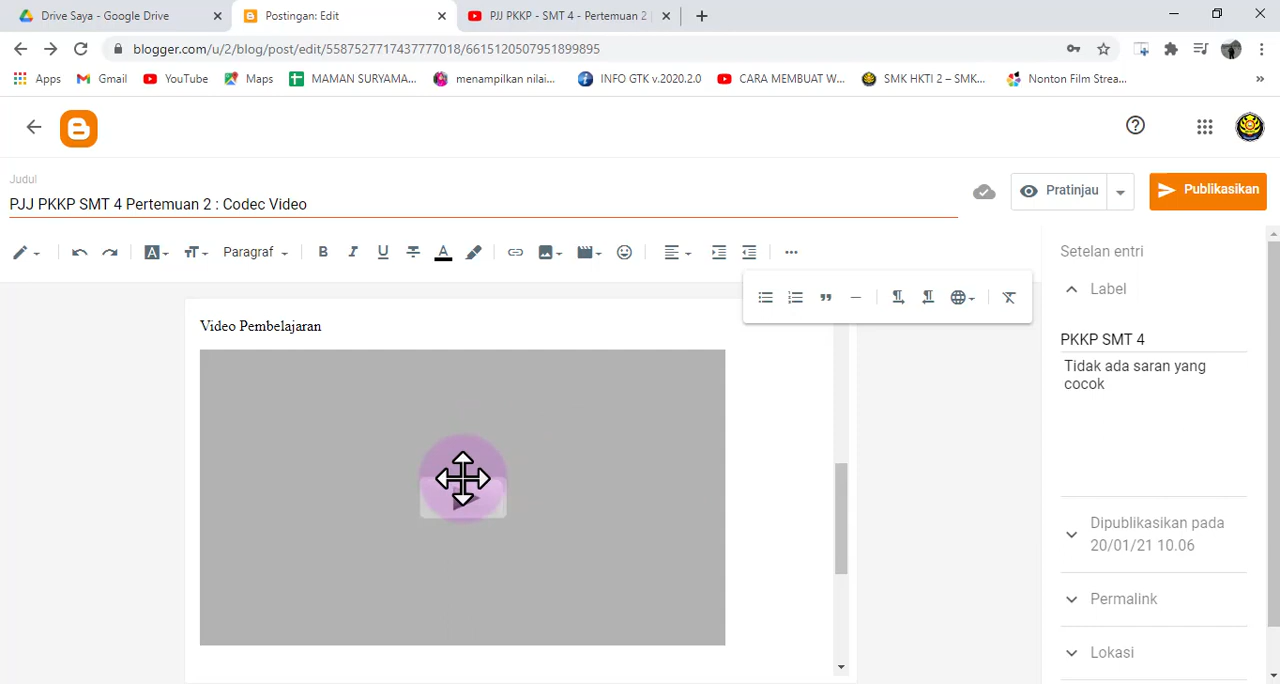 Drive Saya - Google Drive
Postingan: Edit
PJJ PKKP - SMT 4 - Pertemuan 2
blogger.com/u/2/blog/post/edit/5587527717437777018/6615120507951899895
Apps
Gmail
YouTube
Maps
MAMAN SURYAMA...
menampilkan nilai...
INFO GTK v.2020.2.0
CARA MEMBUAT W...
SMK HKTI 2 – SMK...
Nonton Film Strea...
Judul
PJJ PKKP SMT 4 Pertemuan 2 : Codec Video
Pratinjau
Publikasikan
Paragraf
Setelan entri
Label
PKKP SMT 4
Tidak ada saran yang
cocok
Video Pembelajaran
Dipublikasikan pada
20/01/21 10.06
Permalink
Lokasi